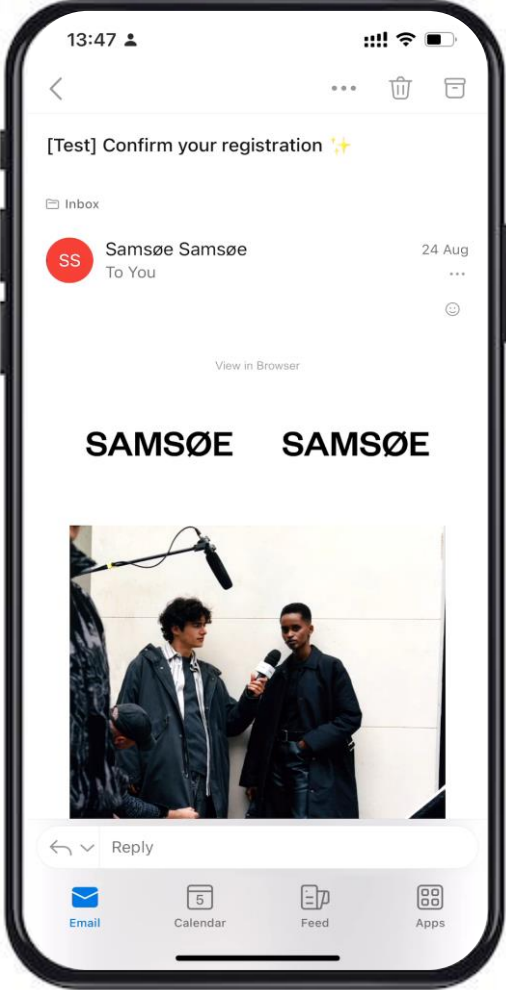 13:47
[Test] Confirm your registration ✨
Inbox
SS
Samsøe Samsøe
24 Aug
To You
View in Browser
SAMSØE SAMSØE
Reply
5
Email Calendar Feed Apps